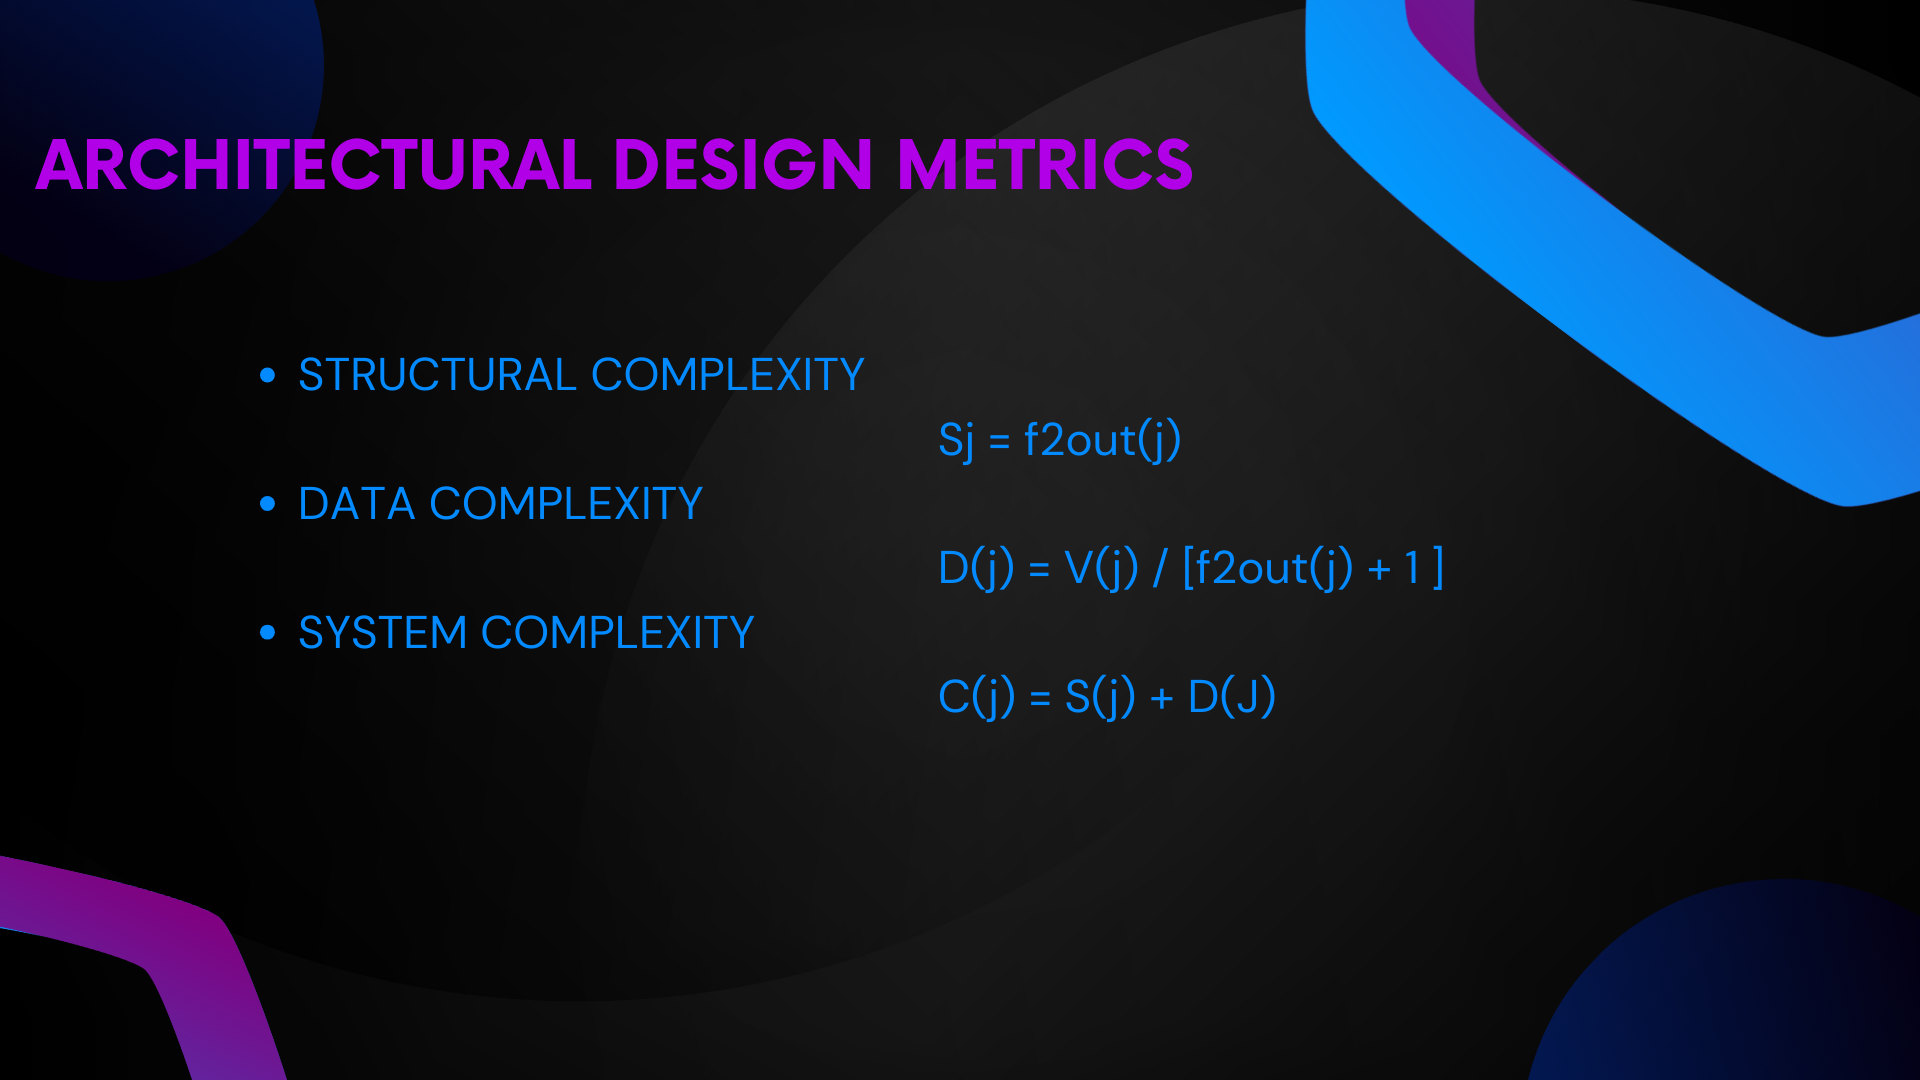 ARCHITECTURAL DESIGN METRICS
• STRUCTURAL COMPLEXITY
Sj = f2out(j)
• DATA COMPLEXITY
D(j) = V(j) / [f2out(j) + 1 ]
• SYSTEM COMPLEXITY
C(j) = S(j) + D(J)